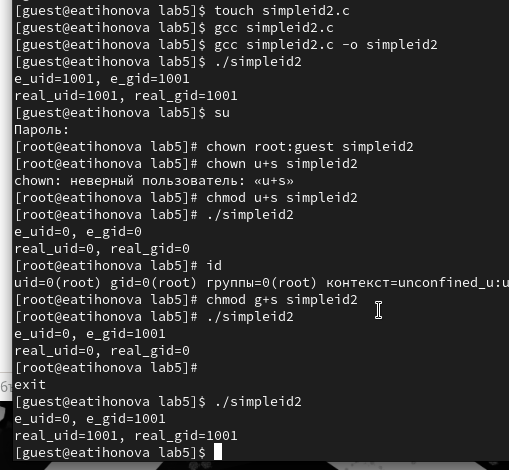 [guest@eatihonova lab5]$ touch simpleid2.c
[guest@eatihonova lab5]$ gcc simpleid2.c
[guest@eatihonova lab5]$ gcc simpleid2.c -o simpleid2
[guest@eatihonova lab5]$ ./simpleid2
e_uid=1001, e_gid=1001
real_uid=1001, real_gid=1001
[guest@eatihonova lab5]$ su
Пароль:
[root@eatihonova lab5]# chown root:guest simpleid2
[root@eatihonova lab5]# chown u+s simpleid2
chown: неверный пользователь: «u+s»
[root@eatihonova lab5]# chmod u+s simpleid2
[root@eatihonova lab5]# ./simpleid2
e_uid=0, e_gid=0
real_uid=0, real_gid=0
[root@eatihonova lab5]# id
uid=0(root) gid=0(root) группы=0(root) контекст=unconfined_u:u
[root@eatihonova lab5]# chmod g+s simpleid2
[root@eatihonova lab5]# ./simpleid2
e_uid=0, e_gid=1001
real_uid=0, real_gid=0
[root@eatihonova lab5]#
exit
[guest@eatihonova lab5]$ ./simpleid2
e_uid=0, e_gid=1001
real_uid=1001, real_gid=1001
[guest@eatihonova lab5]$